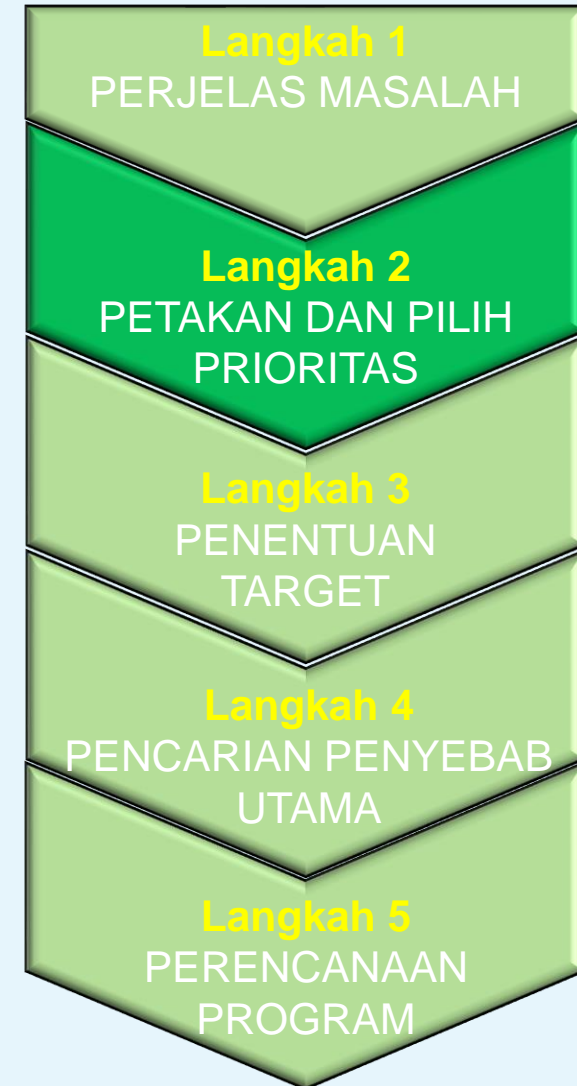 Langkah 1
PERJELAS MASALAH
Langkah 2
PETAKAN DAN PILIH
PRIORITAS
Langkah 3
PENENTUAN
TARGET
Langkah 4
PENCARIAN PENYEBAB
UTAMA
Langkah 5
PERENCANAAN
PROGRAM